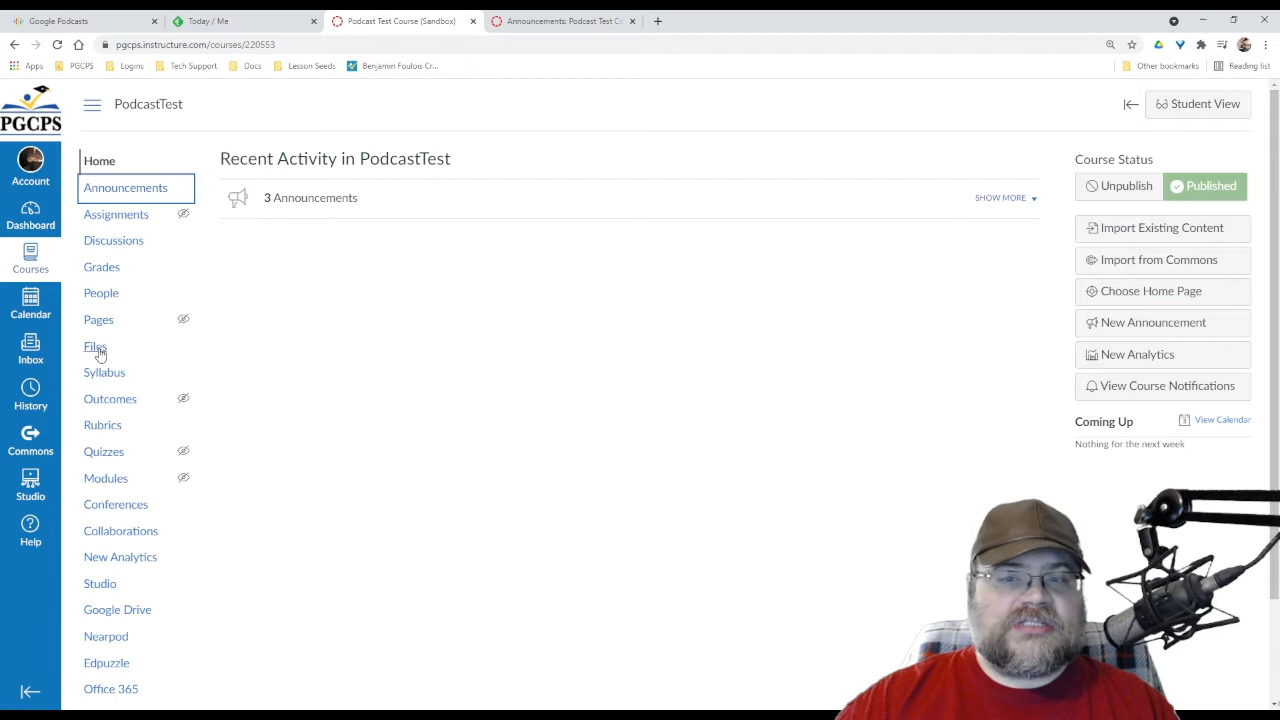 Google Podcasts
Today / Me
Podcast Test Course (Sandbox)
Announcements: Podcast Test Co
pgcps.instructure.com/courses/220553
Apps
PGCPS
Logins
Tech Support
Docs
Lesson Seeds
Benjamin Foulois Cr...
Other bookmarks
Reading list
PGCPS
Account
Dashboard
Courses
Calendar
Inbox
History
Commons
Studio
Help
PodcastTest
Student View
Home
Announcements
Assignments
Discussions
Grades
People
Pages
Files
Syllabus
Outcomes
Rubrics
Quizzes
Modules
Conferences
Collaborations
New Analytics
Studio
Google Drive
Nearpod
Edpuzzle
Office 365
Recent Activity in PodcastTest
3 Announcements
SHOW MORE
Course Status
Unpublish
Published
Import Existing Content
Import from Commons
Choose Home Page
New Announcement
New Analytics
View Course Notifications
Coming Up
View Calendar
Nothing for the next week